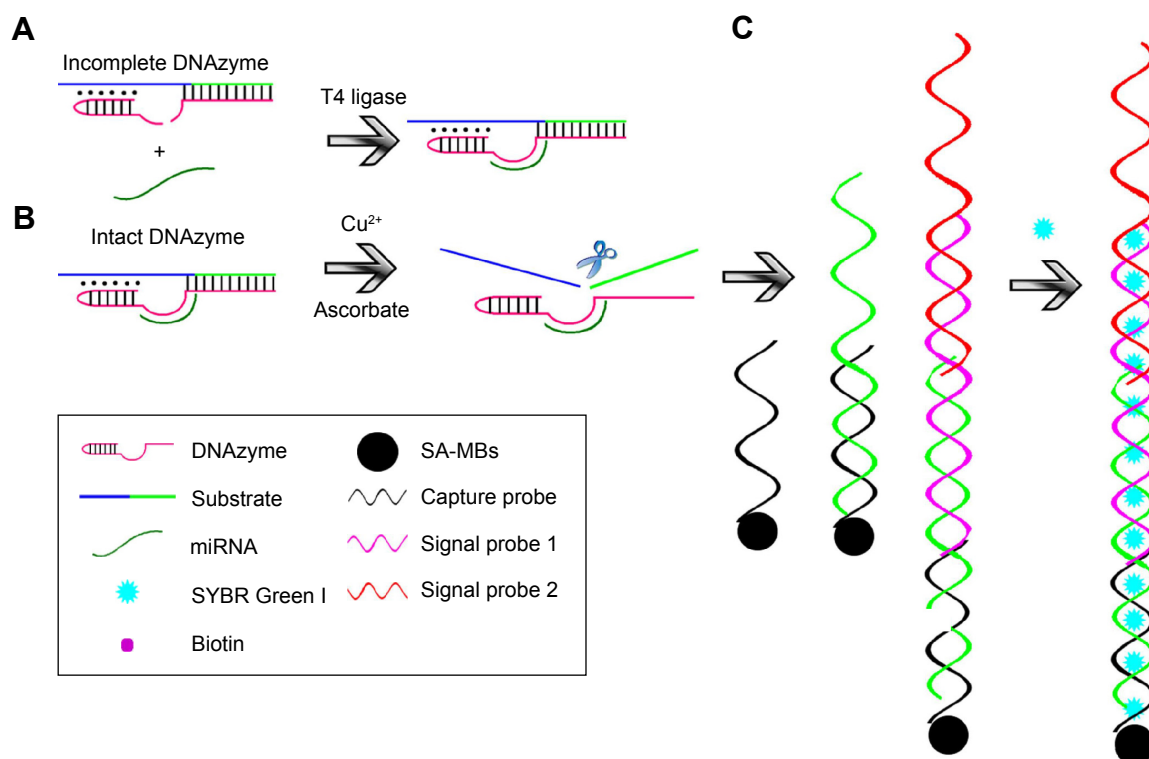 A
Incomplete DNAzyme
+
T4 ligase
B
Intact DNAzyme
Cu²⁺
Ascorbate
C
DNAzyme
Substrate
miRNA
SYBR Green I
Biotin
SA-MBs
Capture probe
Signal probe 1
Signal probe 2